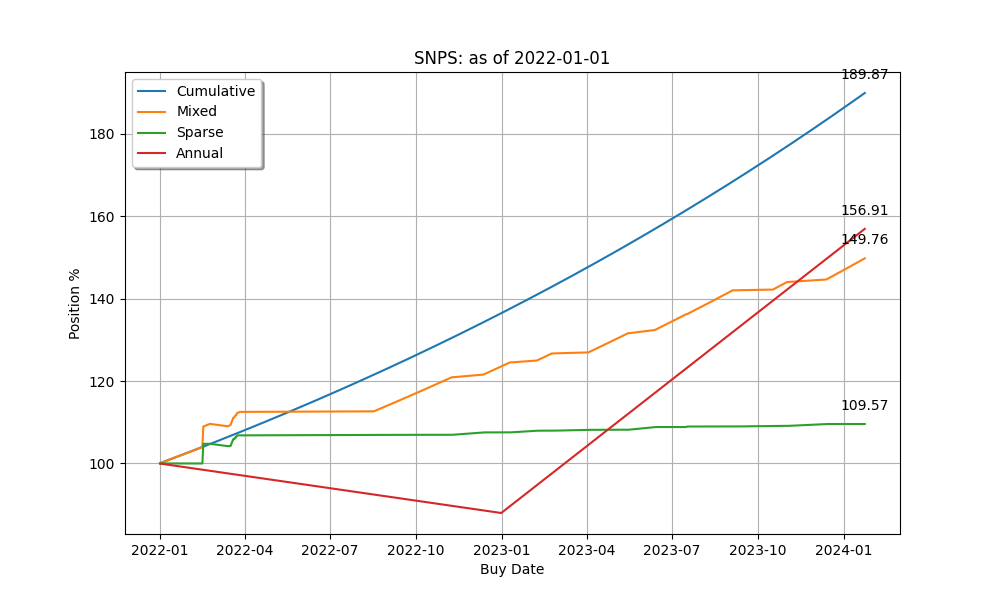 SNPS: as of 2022-01-01
Cumulative
Mixed
Sparse
Annual
189.87
156.91
149.76
109.57
180
160
140
120
100
Position %
2022-01 2022-04 2022-07 2022-10 2023-01 2023-04 2023-07 2023-10 2024-01
Buy Date